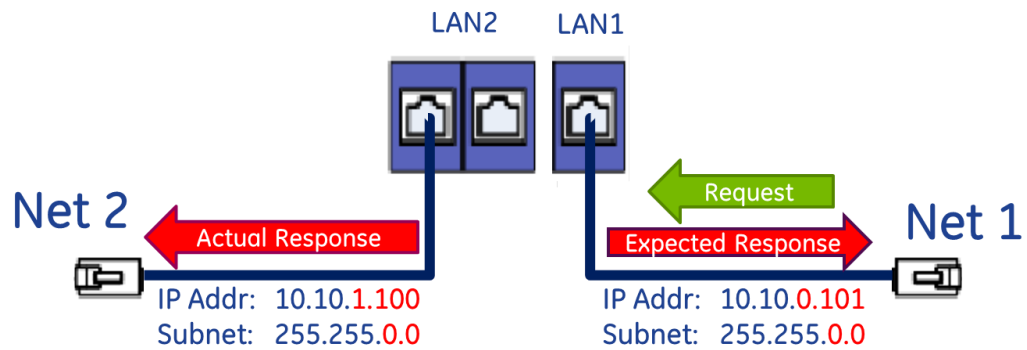 LAN2
LAN1
Request
Net 2
Net 1
Actual Response
Expected Response
IP Addr: 10.10.1.100
Subnet: 255.255.0.0
IP Addr: 10.10.0.101
Subnet: 255.255.0.0